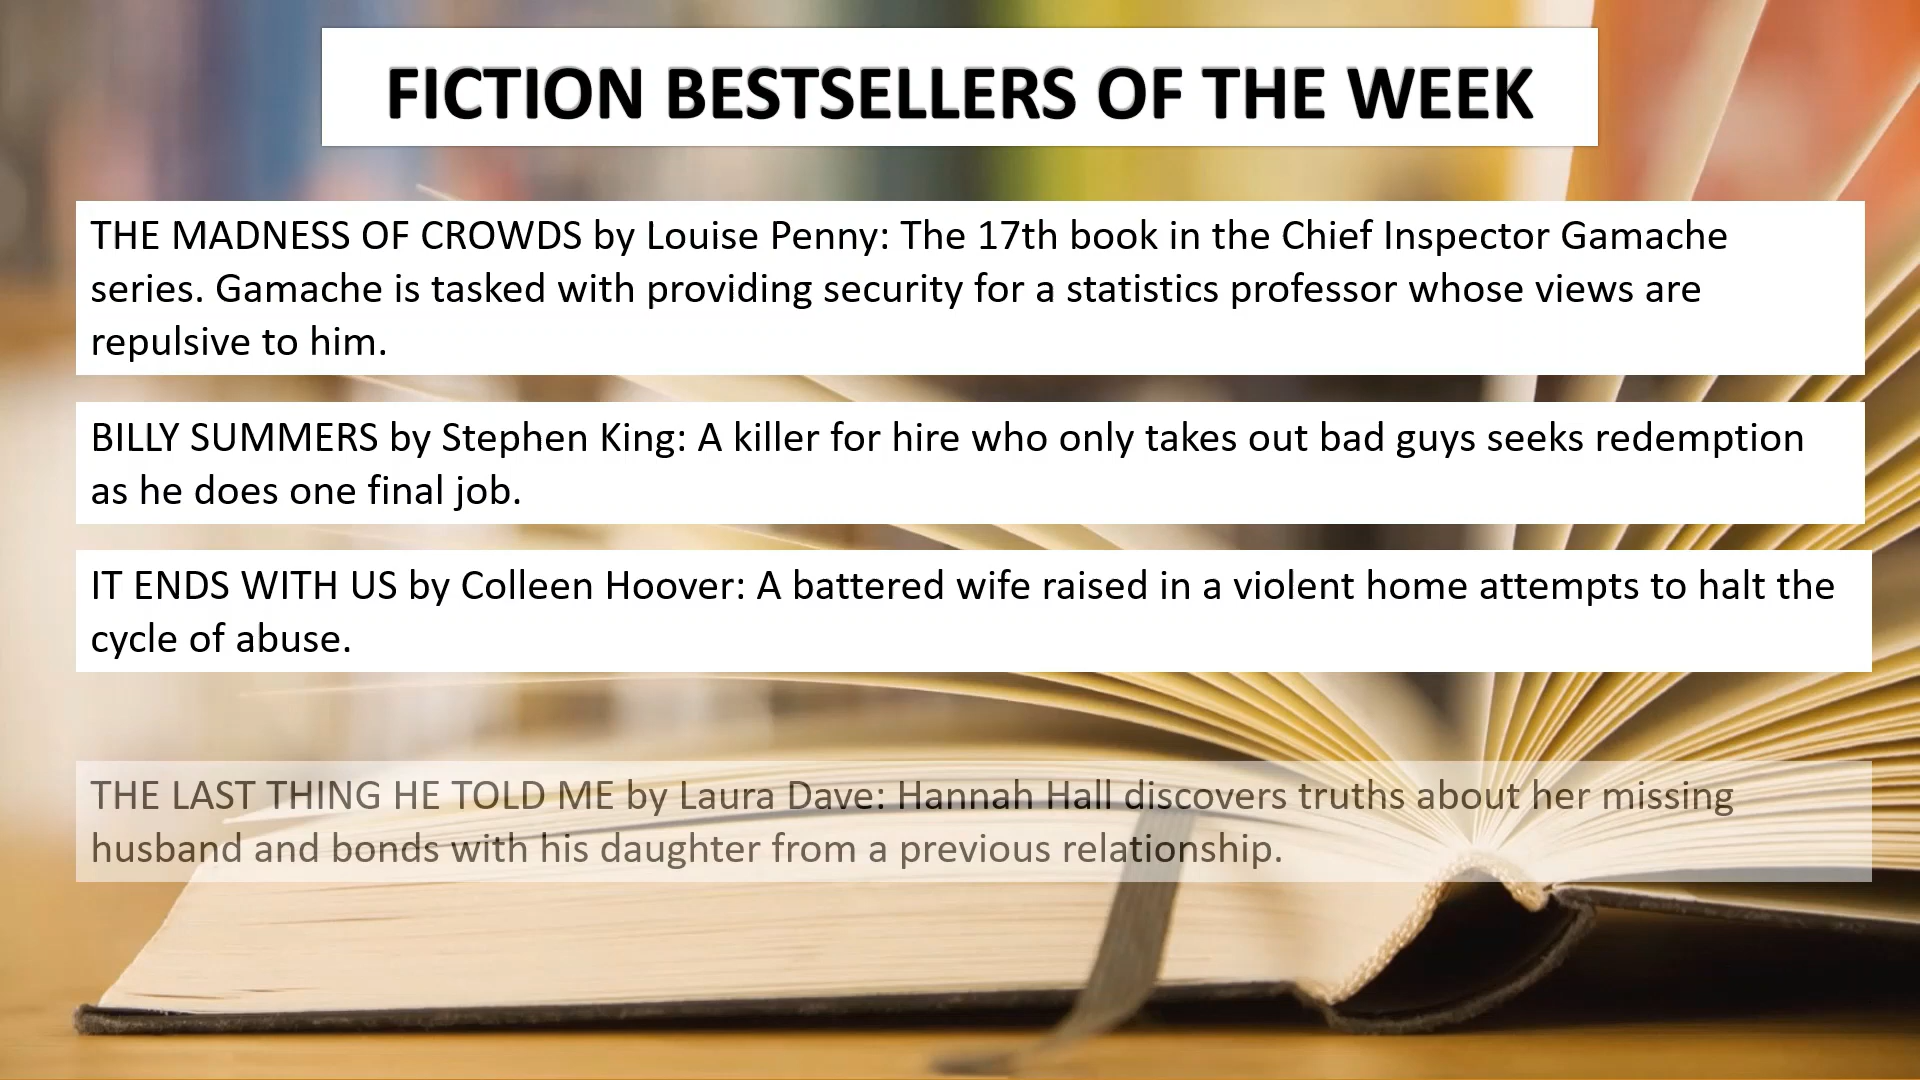 FICTION BESTSELLERS OF THE WEEK
THE MADNESS OF CROWDS by Louise Penny: The 17th book in the Chief Inspector Gamache
series. Gamache is tasked with providing security for a statistics professor whose views are
repulsive to him.
BILLY SUMMERS by Stephen King: A killer for hire who only takes out bad guys seeks redemption
as he does one final job.
IT ENDS WITH US by Colleen Hoover: A battered wife raised in a violent home attempts to halt the
cycle of abuse.
THE LAST THING HE TOLD ME by Laura Dave: Hannah Hall discovers truths about her missing
husband and bonds with his daughter from a previous relationship.